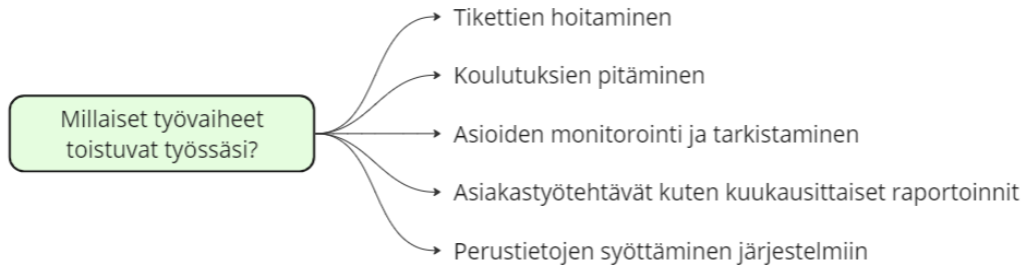 Millaiset työvaiheet
toistuvat työssäsi?
Tikettien hoitaminen
Koulutuksien pitäminen
Asioiden monitorointi ja tarkistaminen
Asiakastyötehtävät kuten kuukausittaiset raportoinnit
Perustietojen syöttäminen järjestelmiin